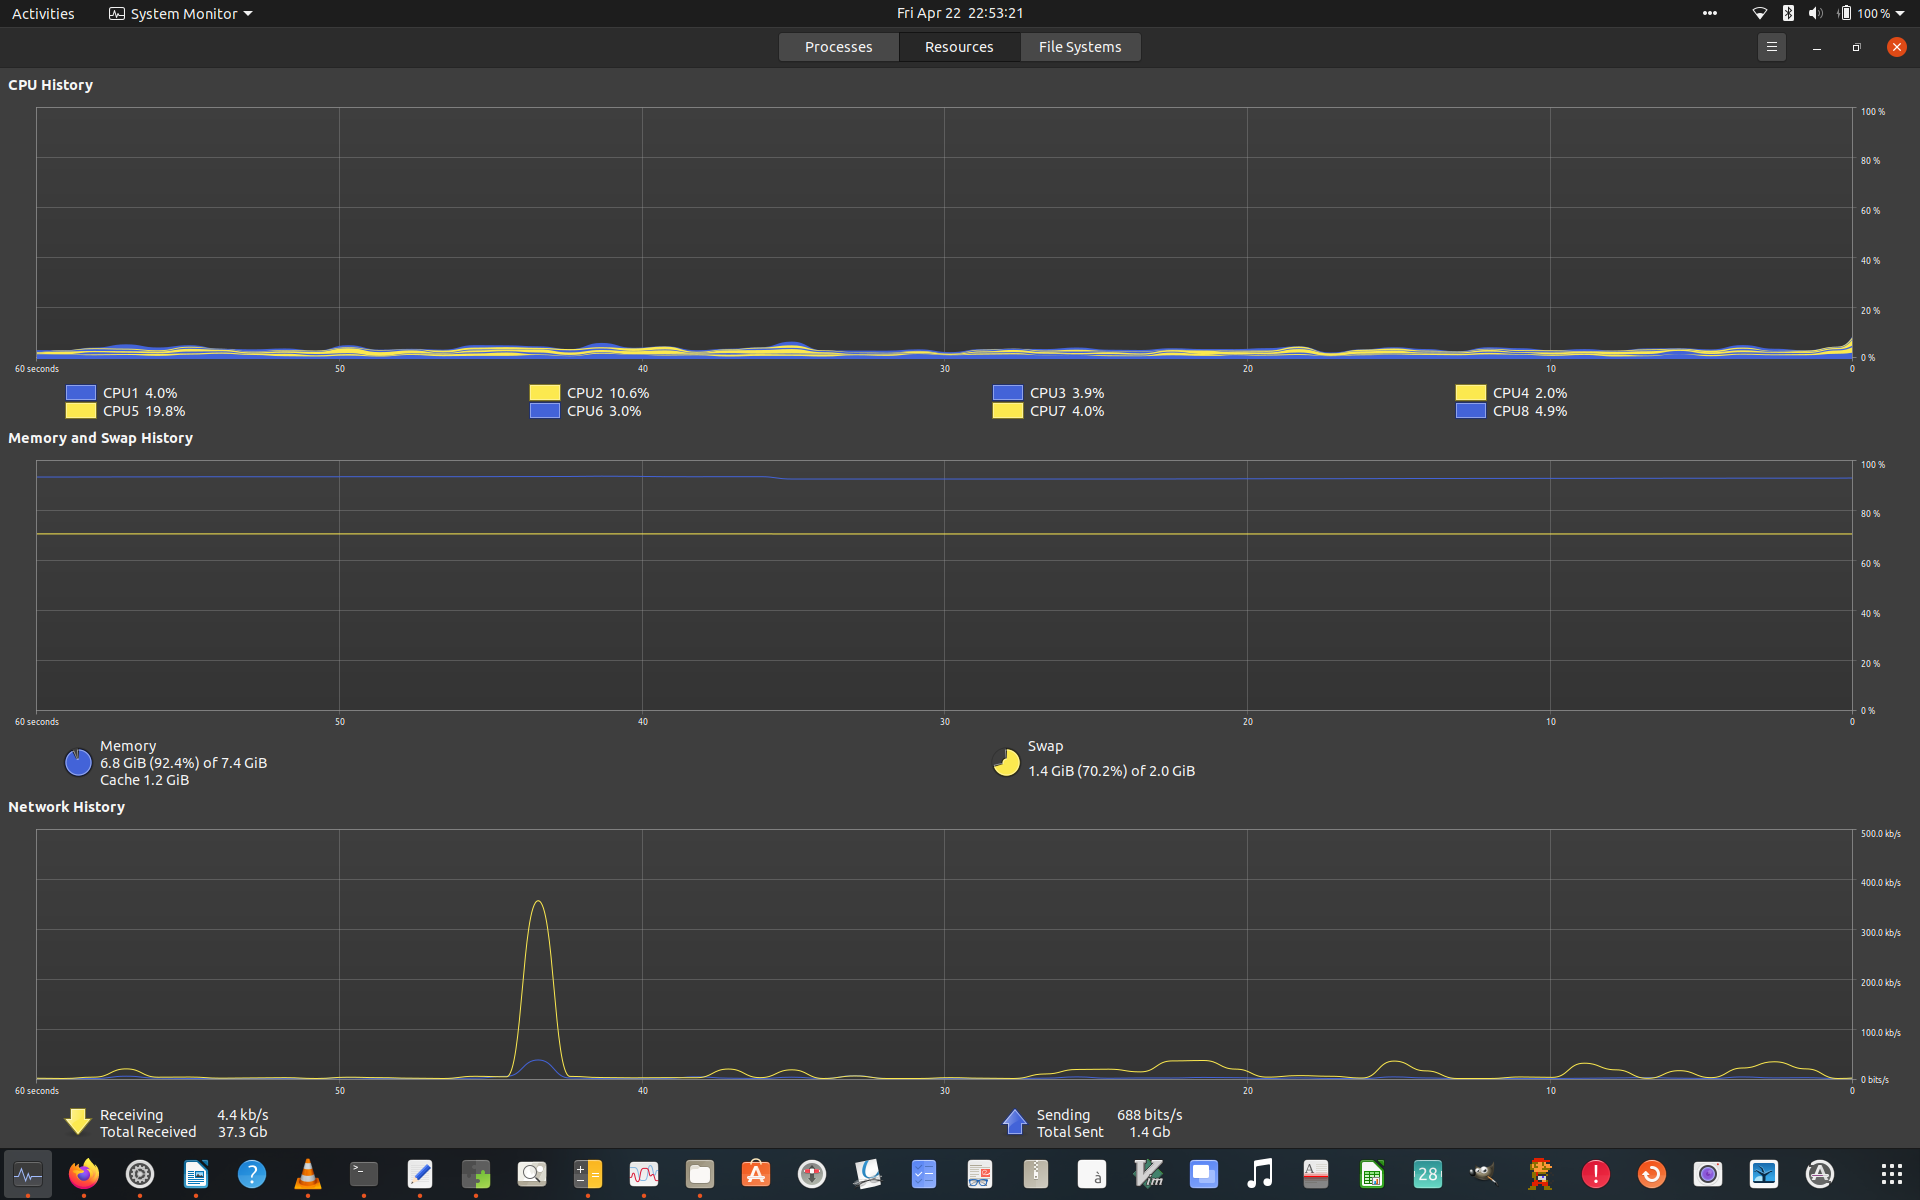 Activities
System Monitor
Fri Apr 22 22:53:21
100 %
Processes
Resources
File Systems
CPU History
100 %
80 %
60 %
40 %
20 %
0 %
60 seconds
50
40
30
20
10
0
CPU1 4.0%
CPU2 10.6%
CPU3 3.9%
CPU4 2.0%
CPU5 19.8%
CPU6 3.0%
CPU7 4.0%
CPU8 4.9%
Memory and Swap History
100 %
80 %
60 %
40 %
20 %
0 %
60 seconds
50
40
30
20
10
0
Memory
6.8 GiB (92.4%) of 7.4 GiB
Cache 1.2 GiB
Swap
1.4 GiB (70.2%) of 2.0 GiB
Network History
500.0 kb/s
400.0 kb/s
300.0 kb/s
200.0 kb/s
100.0 kb/s
0 bits/s
60 seconds
50
40
30
20
10
0
Receiving 4.4 kb/s
Total Received 37.3 Gb
Sending 688 bits/s
Total Sent 1.4 Gb
?
>_
A
à
Vim
A
28
!